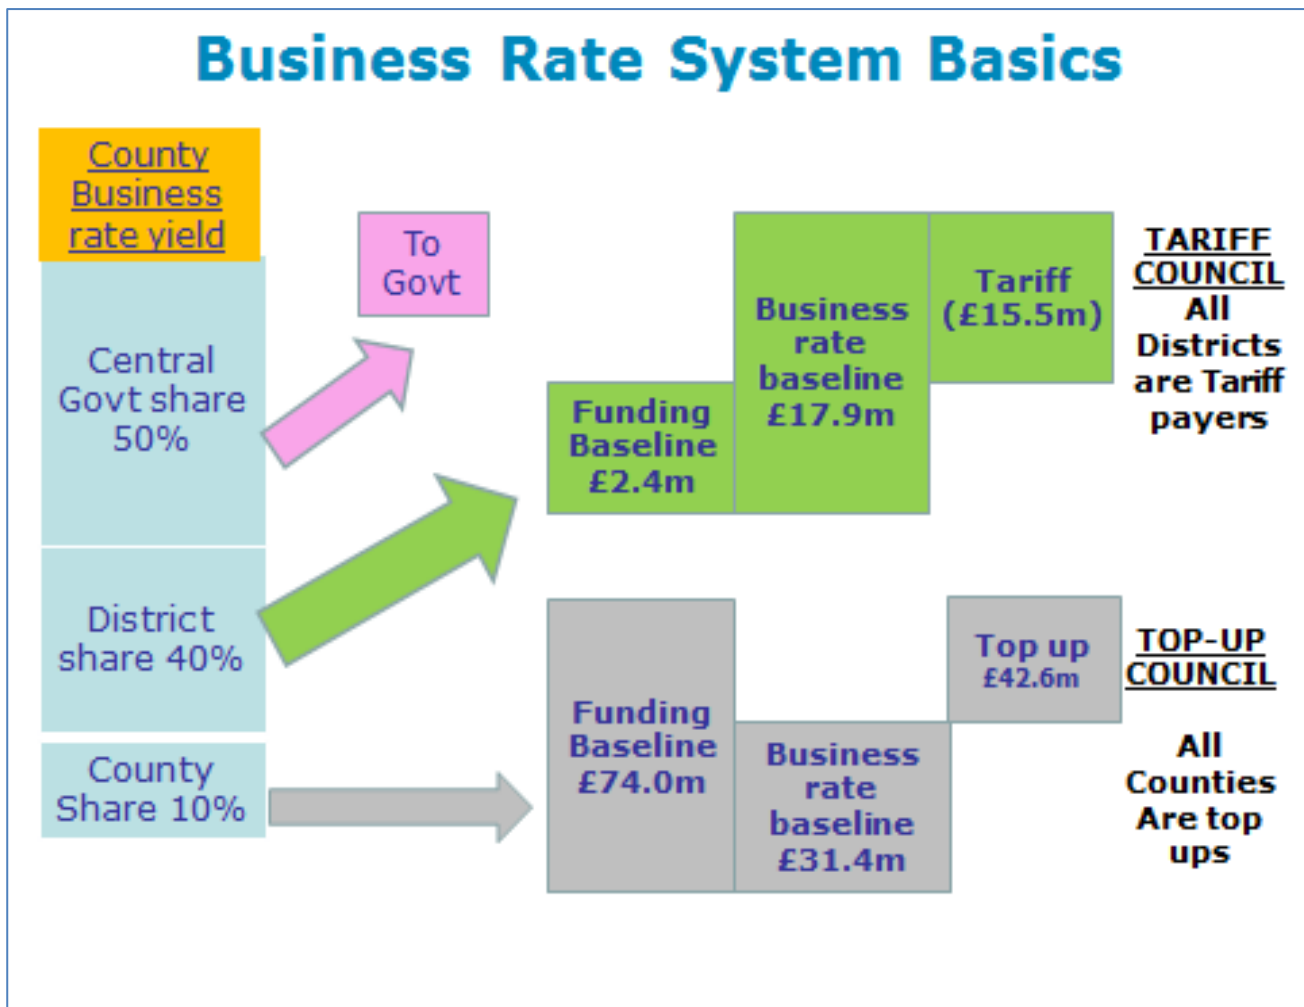 Business Rate System Basics
County
Business
rate yield
Central
Govt share
50%
District
share 40%
County
Share 10%
To
Govt
Funding
Baseline
£2.4m
Business
rate
baseline
£17.9m
Tariff
(£15.5m)
TARIFF
COUNCIL
All
Districts
are Tariff
payers
Funding
Baseline
£74.0m
Business
rate
baseline
£31.4m
Top up
£42.6m
TOP-UP
COUNCIL
All
Counties
Are top
ups